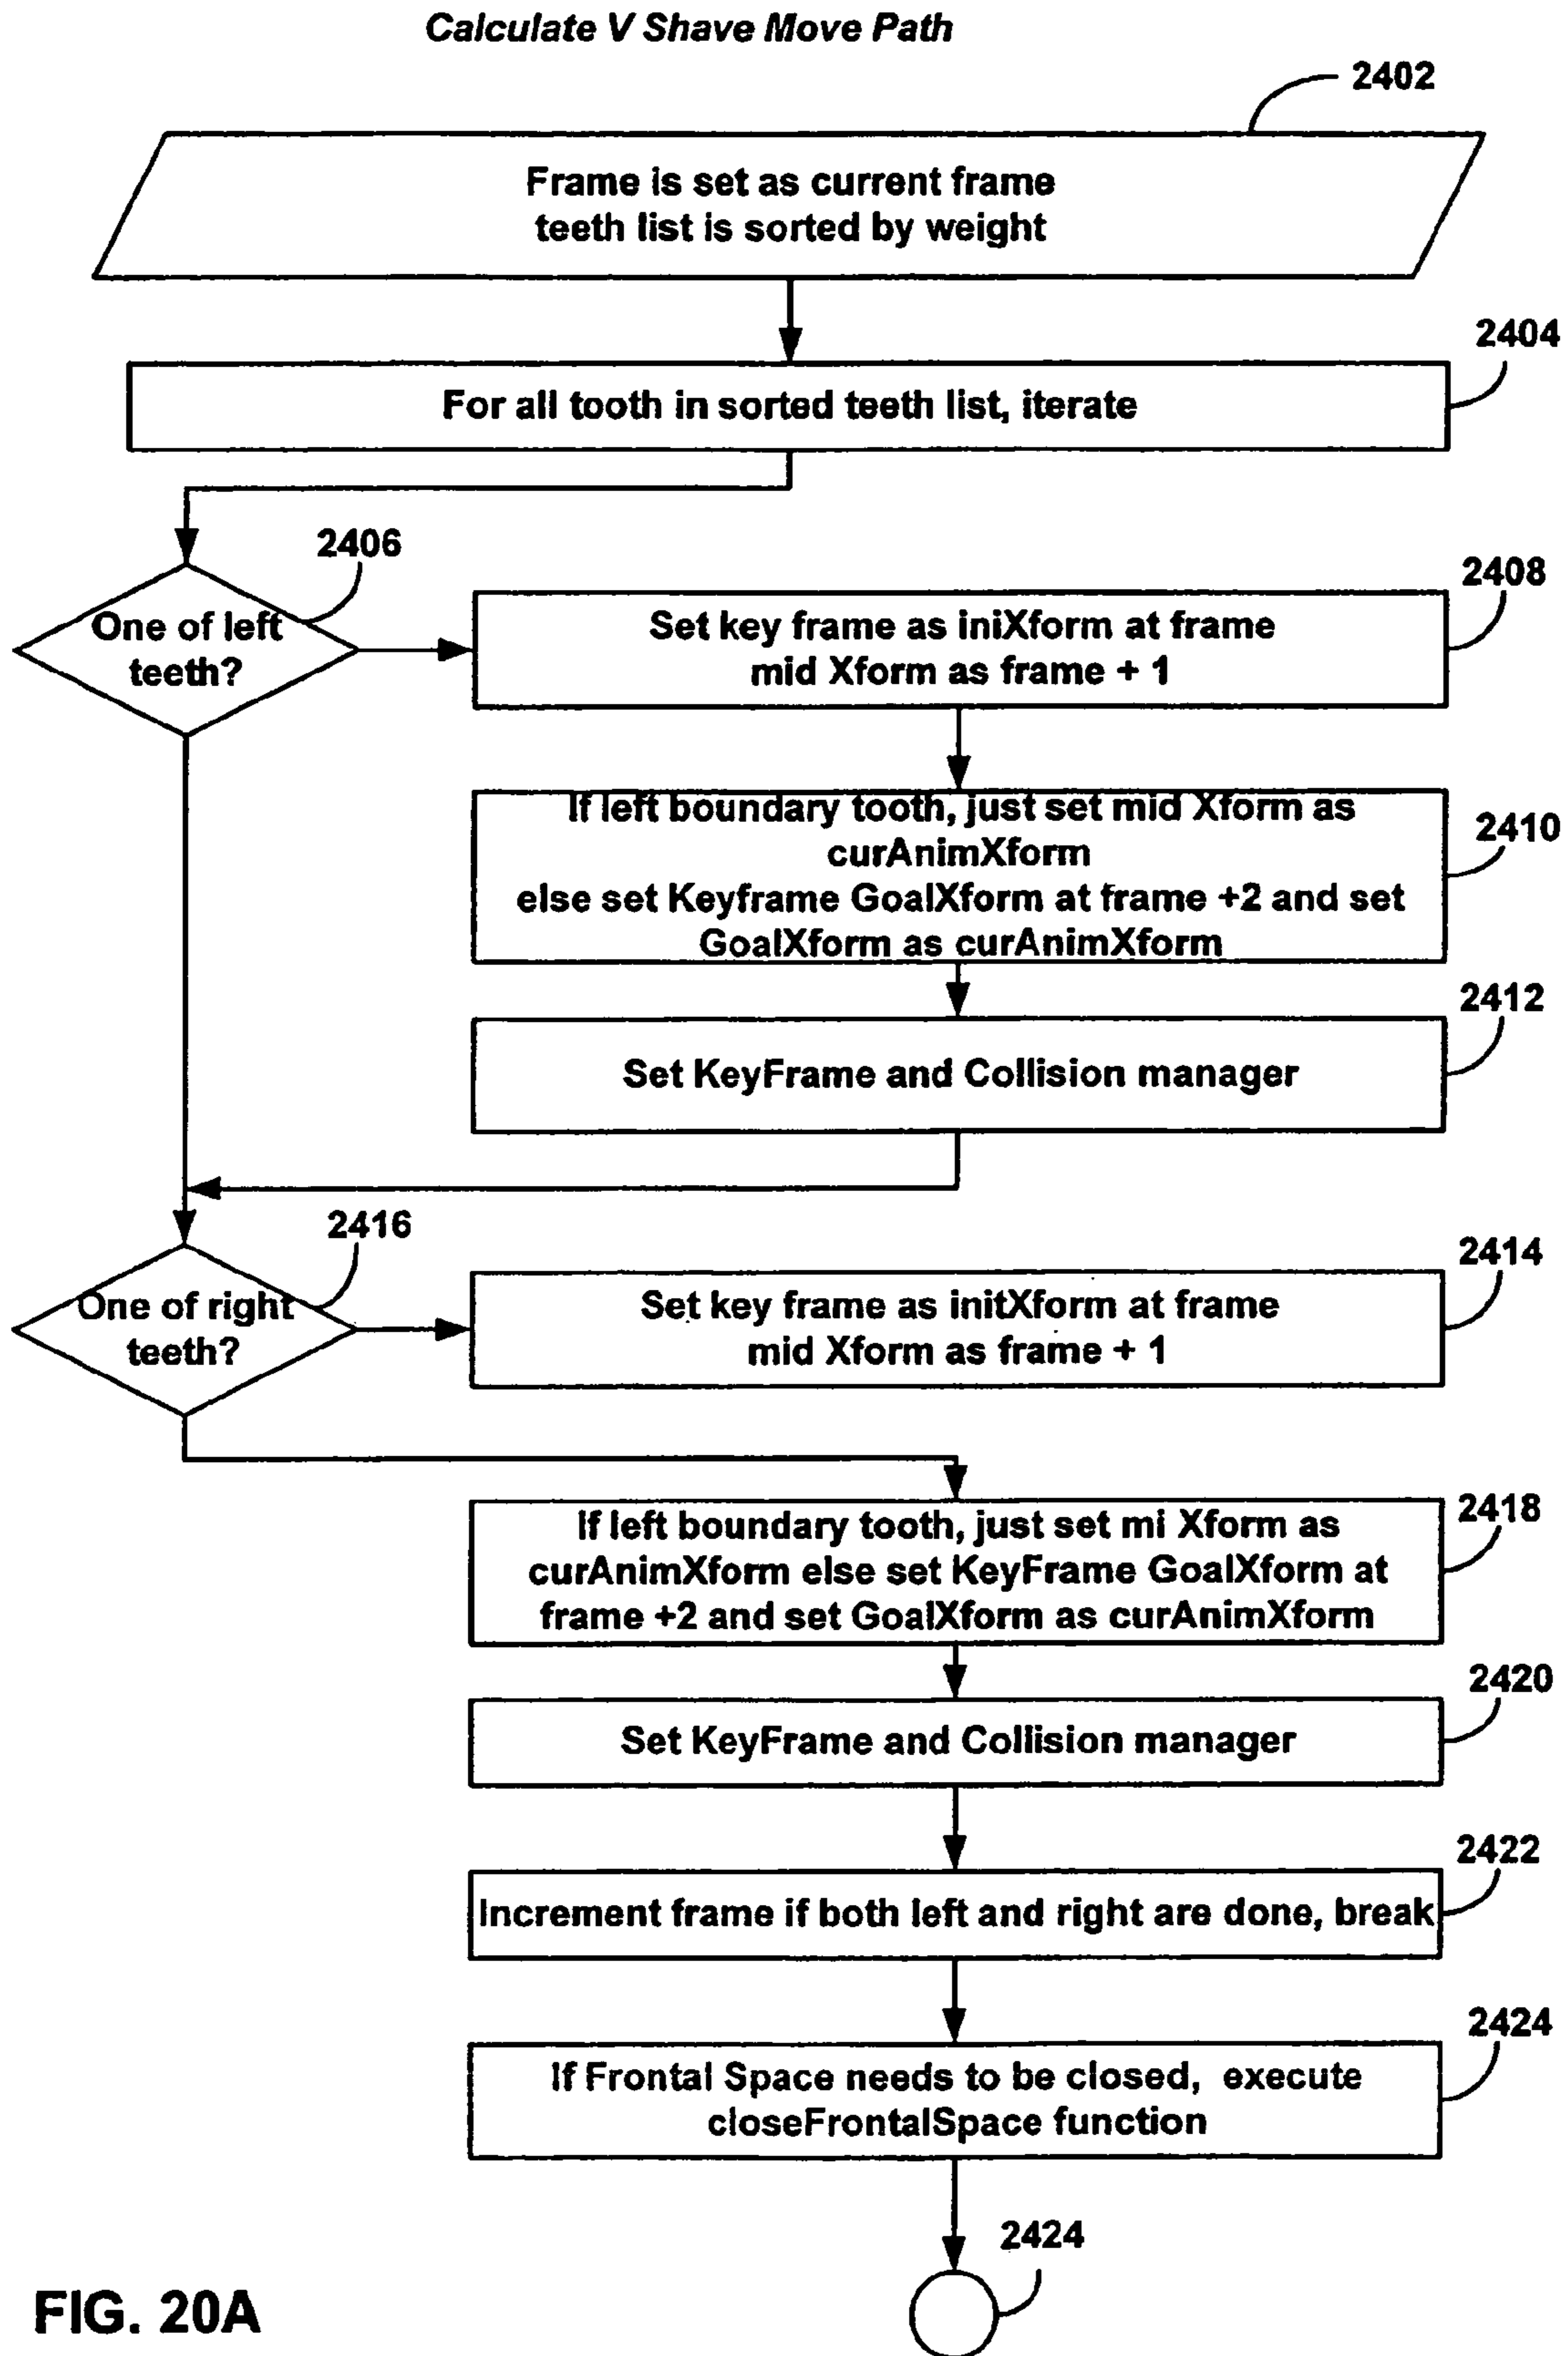 Calculate V Shave Move Path
2402
Frame is set as current frame
teeth list is sorted by weight
2404
For all tooth in sorted teeth list, iterate
2406
One of left
teeth?
2408
Set key frame as iniXform at frame
mid Xform as frame + 1
If left boundary tooth, just set mid Xform as
curAnimXform
else set Keyframe GoalXform at frame +2 and set
GoalXform as curAnimXform
2410
2412
Set KeyFrame and Collision manager
2416
One of right
teeth?
2414
Set key frame as initXform at frame
mid Xform as frame + 1
2418
If left boundary tooth, just set mi Xform as
curAnimXform else set KeyFrame GoalXform at
frame +2 and set GoalXform as curAnimXform
2420
Set KeyFrame and Collision manager
2422
Increment frame if both left and right are done, break
2424
If Frontal Space needs to be closed, execute
closeFrontalSpace function
2424
FIG. 20A